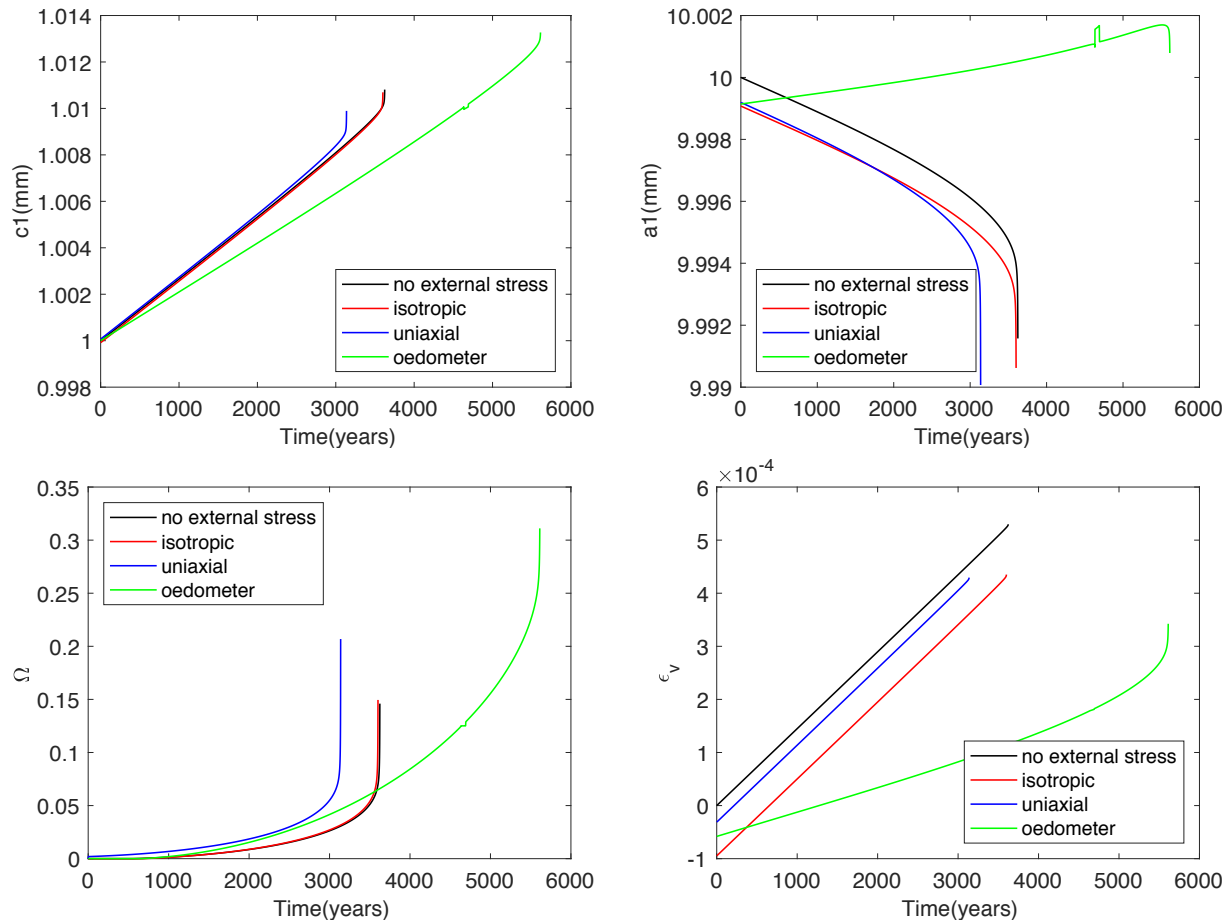 1.014
1.012
1.01
1.008
1.006
1.004
1.002
1
0.998
c1(mm)
no external stress
isotropic
uniaxial
oedometer
0 1000 2000 3000 4000 5000 6000
Time(years)
10.002
10
9.998
9.996
9.994
9.992
9.99
a1(mm)
no external stress
isotropic
uniaxial
oedometer
0 1000 2000 3000 4000 5000 6000
Time(years)
0.35
0.3
0.25
0.2
0.15
0.1
0.05
0
Ω
no external stress
isotropic
uniaxial
oedometer
0 1000 2000 3000 4000 5000 6000
Time(years)
×10⁻⁴
6
5
4
3
2
1
0
-1
ϵᵥ
no external stress
isotropic
uniaxial
oedometer
0 1000 2000 3000 4000 5000 6000
Time(years)